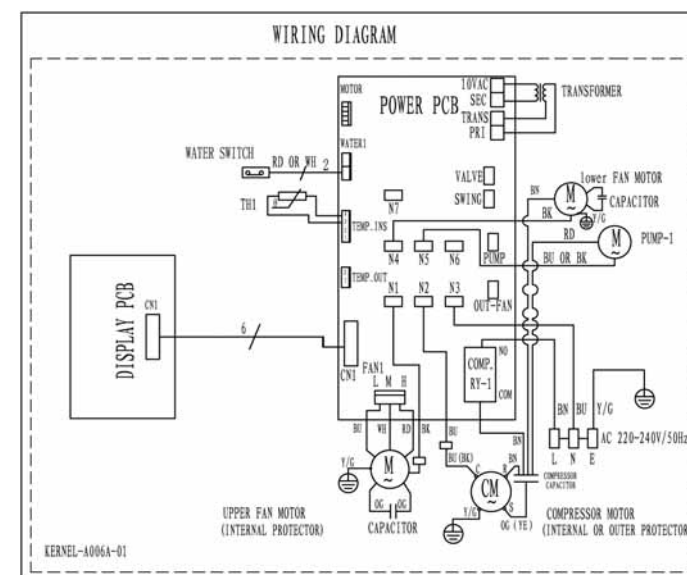 WIRING DIAGRAM
MOTOR
POWER PCB
10VAC
SEC
TRANS
PRI
TRANSFORMER
WATER1
WATER SWITCH
RD OR WH 2
TH1
θ
TEMP.INS
VALVE
SWING
N7
BN
lower FAN MOTOR
M
~
CAPACITOR
BK
Y/G
RD
M
~
PUMP-1
BU OR BK
N4
N5
N6
PUMP
TEMP.OUT
N1
N2
N3
OUT-FAN
DISPLAY PCB
CN1
6
CN1
FAN1
L M H
COMP.
RY-1
NO
COM
BU
WH
RD
BK
BU
BN
BN
BU
Y/G
L N E
AC 220-240V/50Hz
Y/G
M
~
OG
OG
CAPACITOR
BU(BK)
C
R
BN
CM
~
S
Y/G
OG(YE)
COMPRESSOR
CAPACITOR
UPPER FAN MOTOR
(INTERNAL PROTECTOR)
COMPRESSOR MOTOR
(INTERNAL OR OUTER PROTECTOR
KERNEL-A006A-01